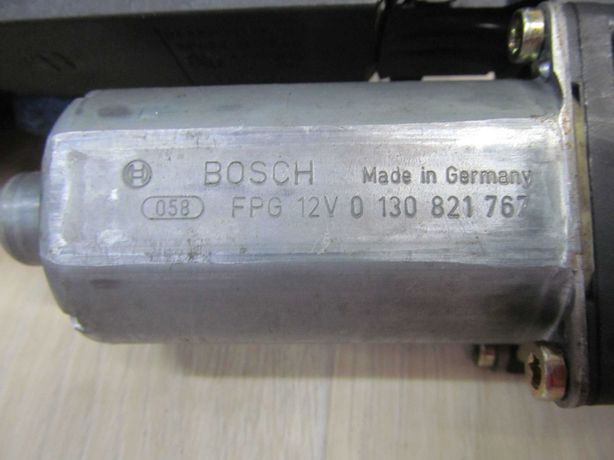 BOSCH Made in Germany
058 FPG 12V 0 130 821 767